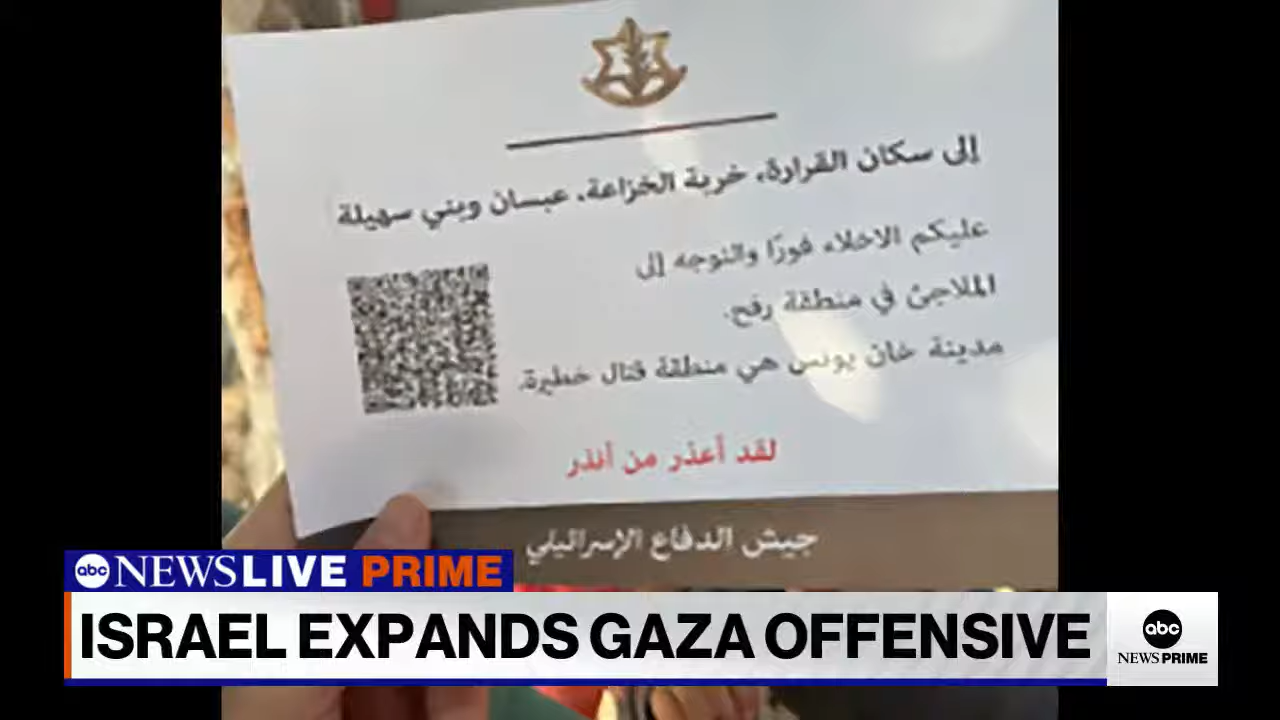 إلى سكان القرارة، خربة الخزاعة، عبسان وبني سهيلة
عليكم الاخلاء فورًا والتوجه إلى
الملاجئ في منطقة رفح.
مدينة خان يونس هي منطقة قتال خطيرة.
لقد أعذر من أنذر
جيش الدفاع الإسرائيلي
abc NEWS LIVE PRIME
ISRAEL EXPANDS GAZA OFFENSIVE
abc
NEWS PRIME